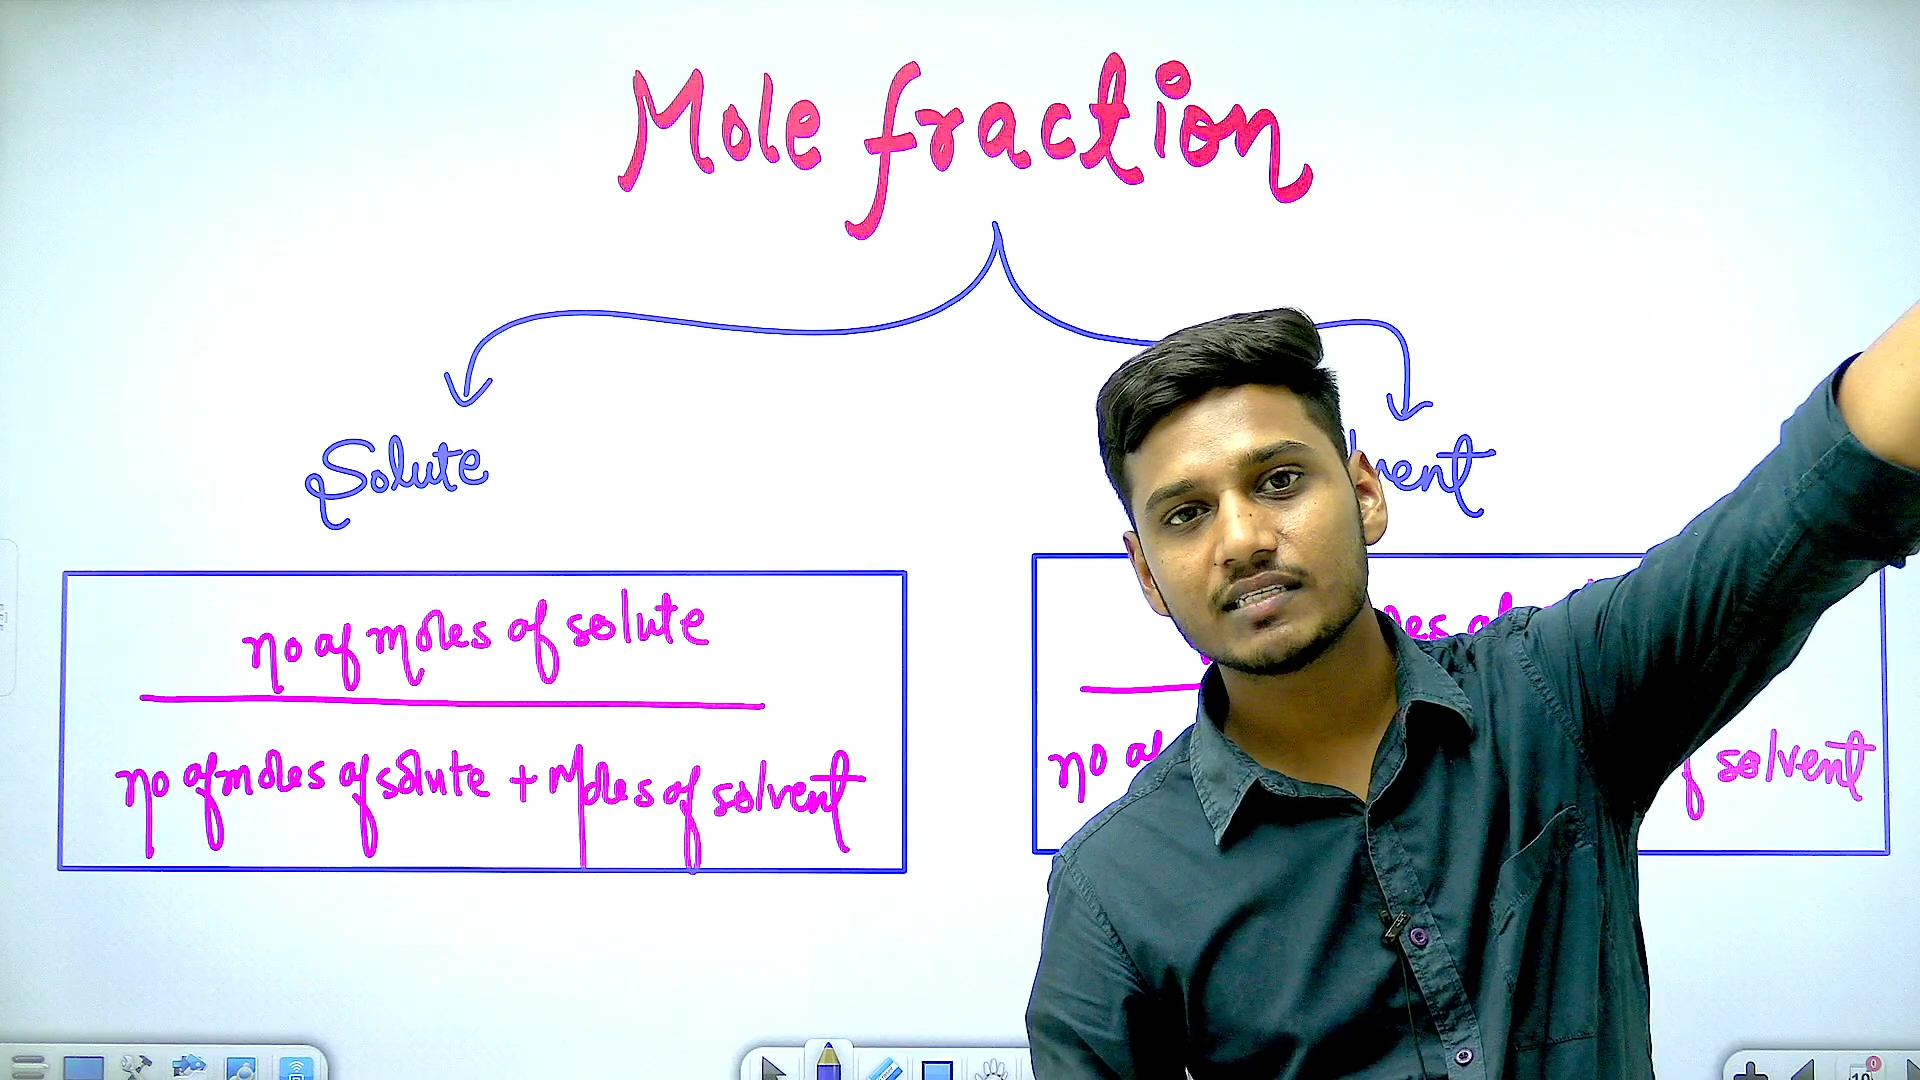 Mole fraction
Solute
vent
no of moles of solute
no of moles of solute + Moles of solvent
no of solvent